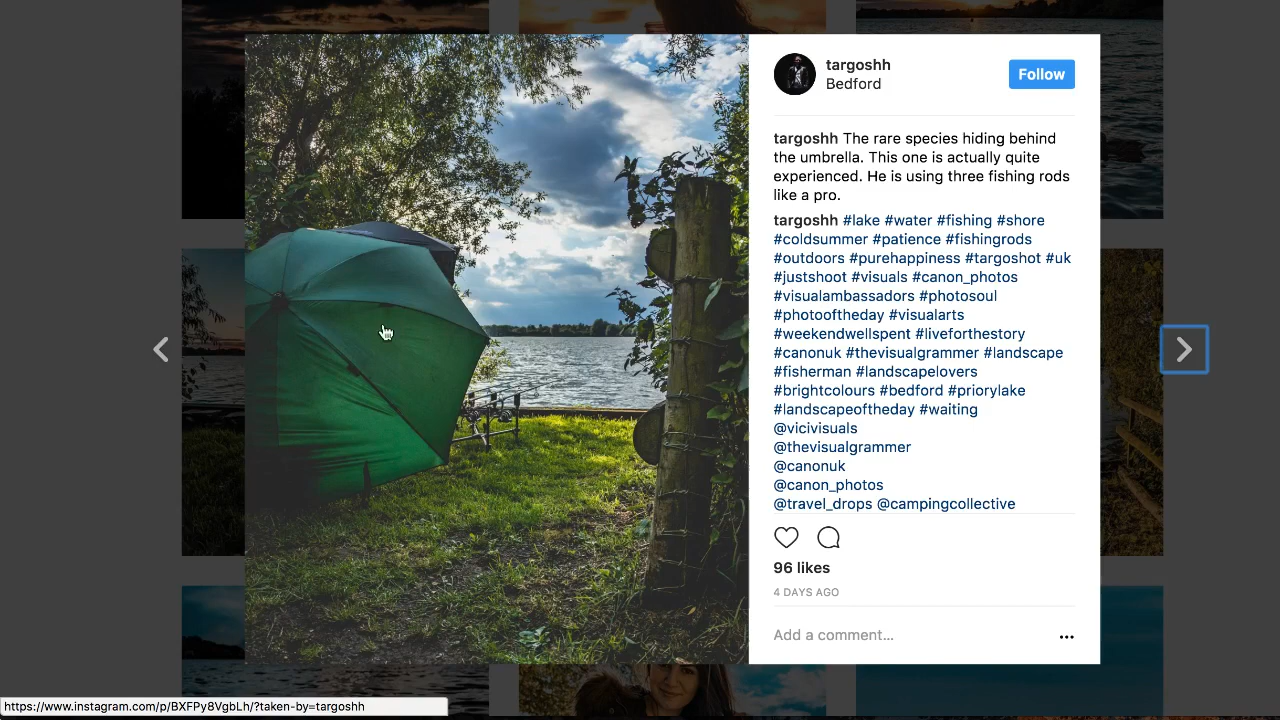 targoshh
Bedford
Follow
targoshh The rare species hiding behind
the umbrella. This one is actually quite
experienced. He is using three fishing rods
like a pro.
targoshh #lake #water #fishing #shore
#coldsummer #patience #fishingrods
#outdoors #purehappiness #targoshot #uk
#justshoot #visuals #canon_photos
#visualambassadors #photosoul
#photooftheday #visualarts
#weekendwellspent #liveforthestory
#canonuk #thevisualgrammer #landscape
#fisherman #landscapelovers
#brightcolours #bedford #priorylake
#landscapeoftheday #waiting
@vicivisuals
@thevisualgrammer
@canonuk
@canon_photos
@travel_drops @campingcollective
96 likes
4 DAYS AGO
Add a comment...
https://www.instagram.com/p/BXFPy8VgbLh/?taken-by=targoshh